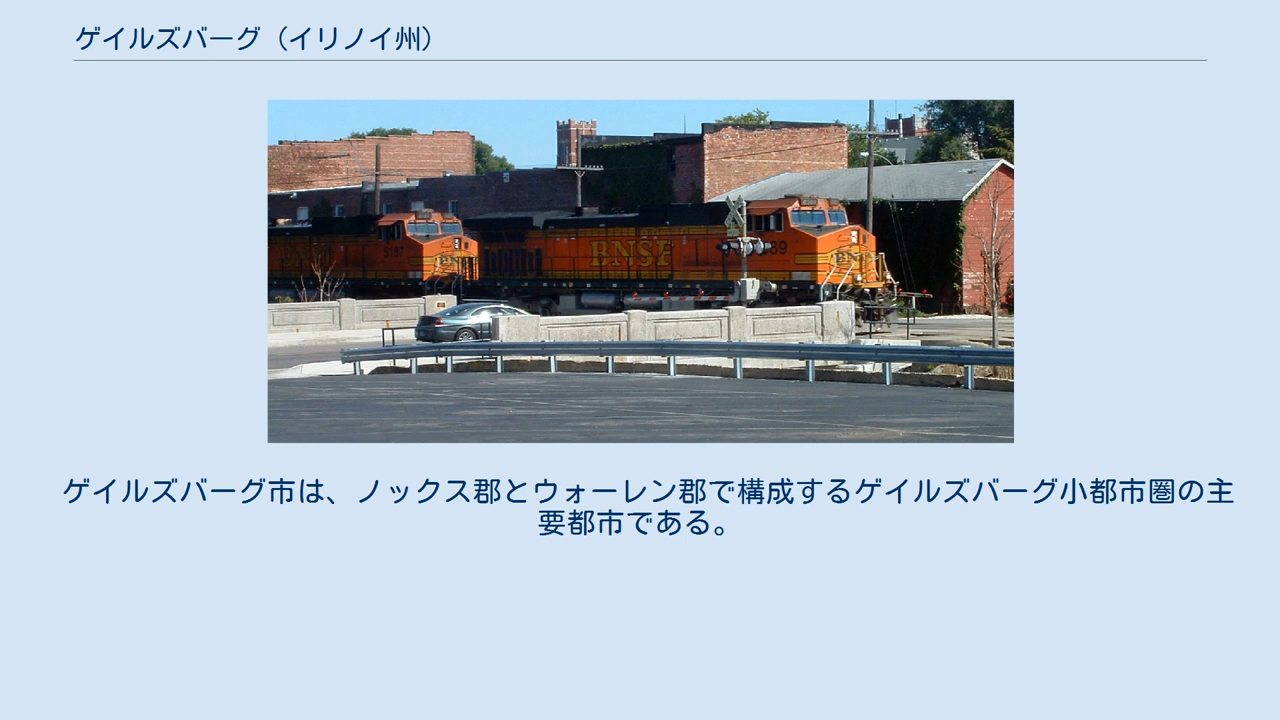 ゲイルズバーグ（イリノイ州）
BNSF
5187
BNSF
ゲイルズバーグ市は、ノックス郡とウォーレン郡で構成するゲイルズバーグ小都市圏の主
要都市である。